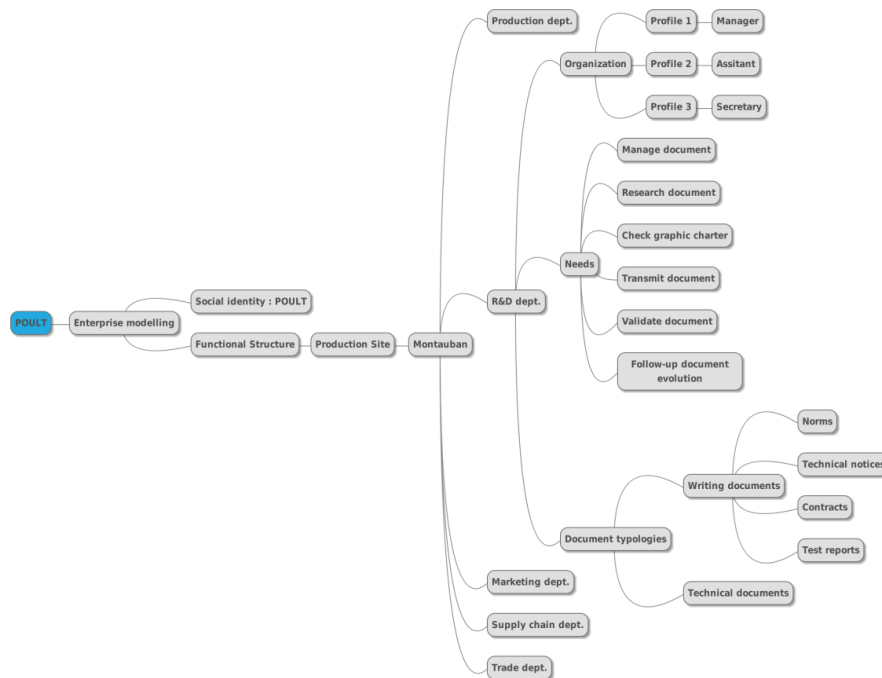 Production dept.
Profile 1
Manager
Organization
Profile 2
Assitant
Profile 3
Secretary
Manage document
Research document
Check graphic charter
Needs
Transmit document
Social identity : POULT
R&D dept.
POULT
Enterprise modelling
Validate document
Functional Structure
Production Site
Montauban
Follow-up document
evolution
Norms
Technical notices
Writing documents
Contracts
Document typologies
Test reports
Marketing dept.
Technical documents
Supply chain dept.
Trade dept.